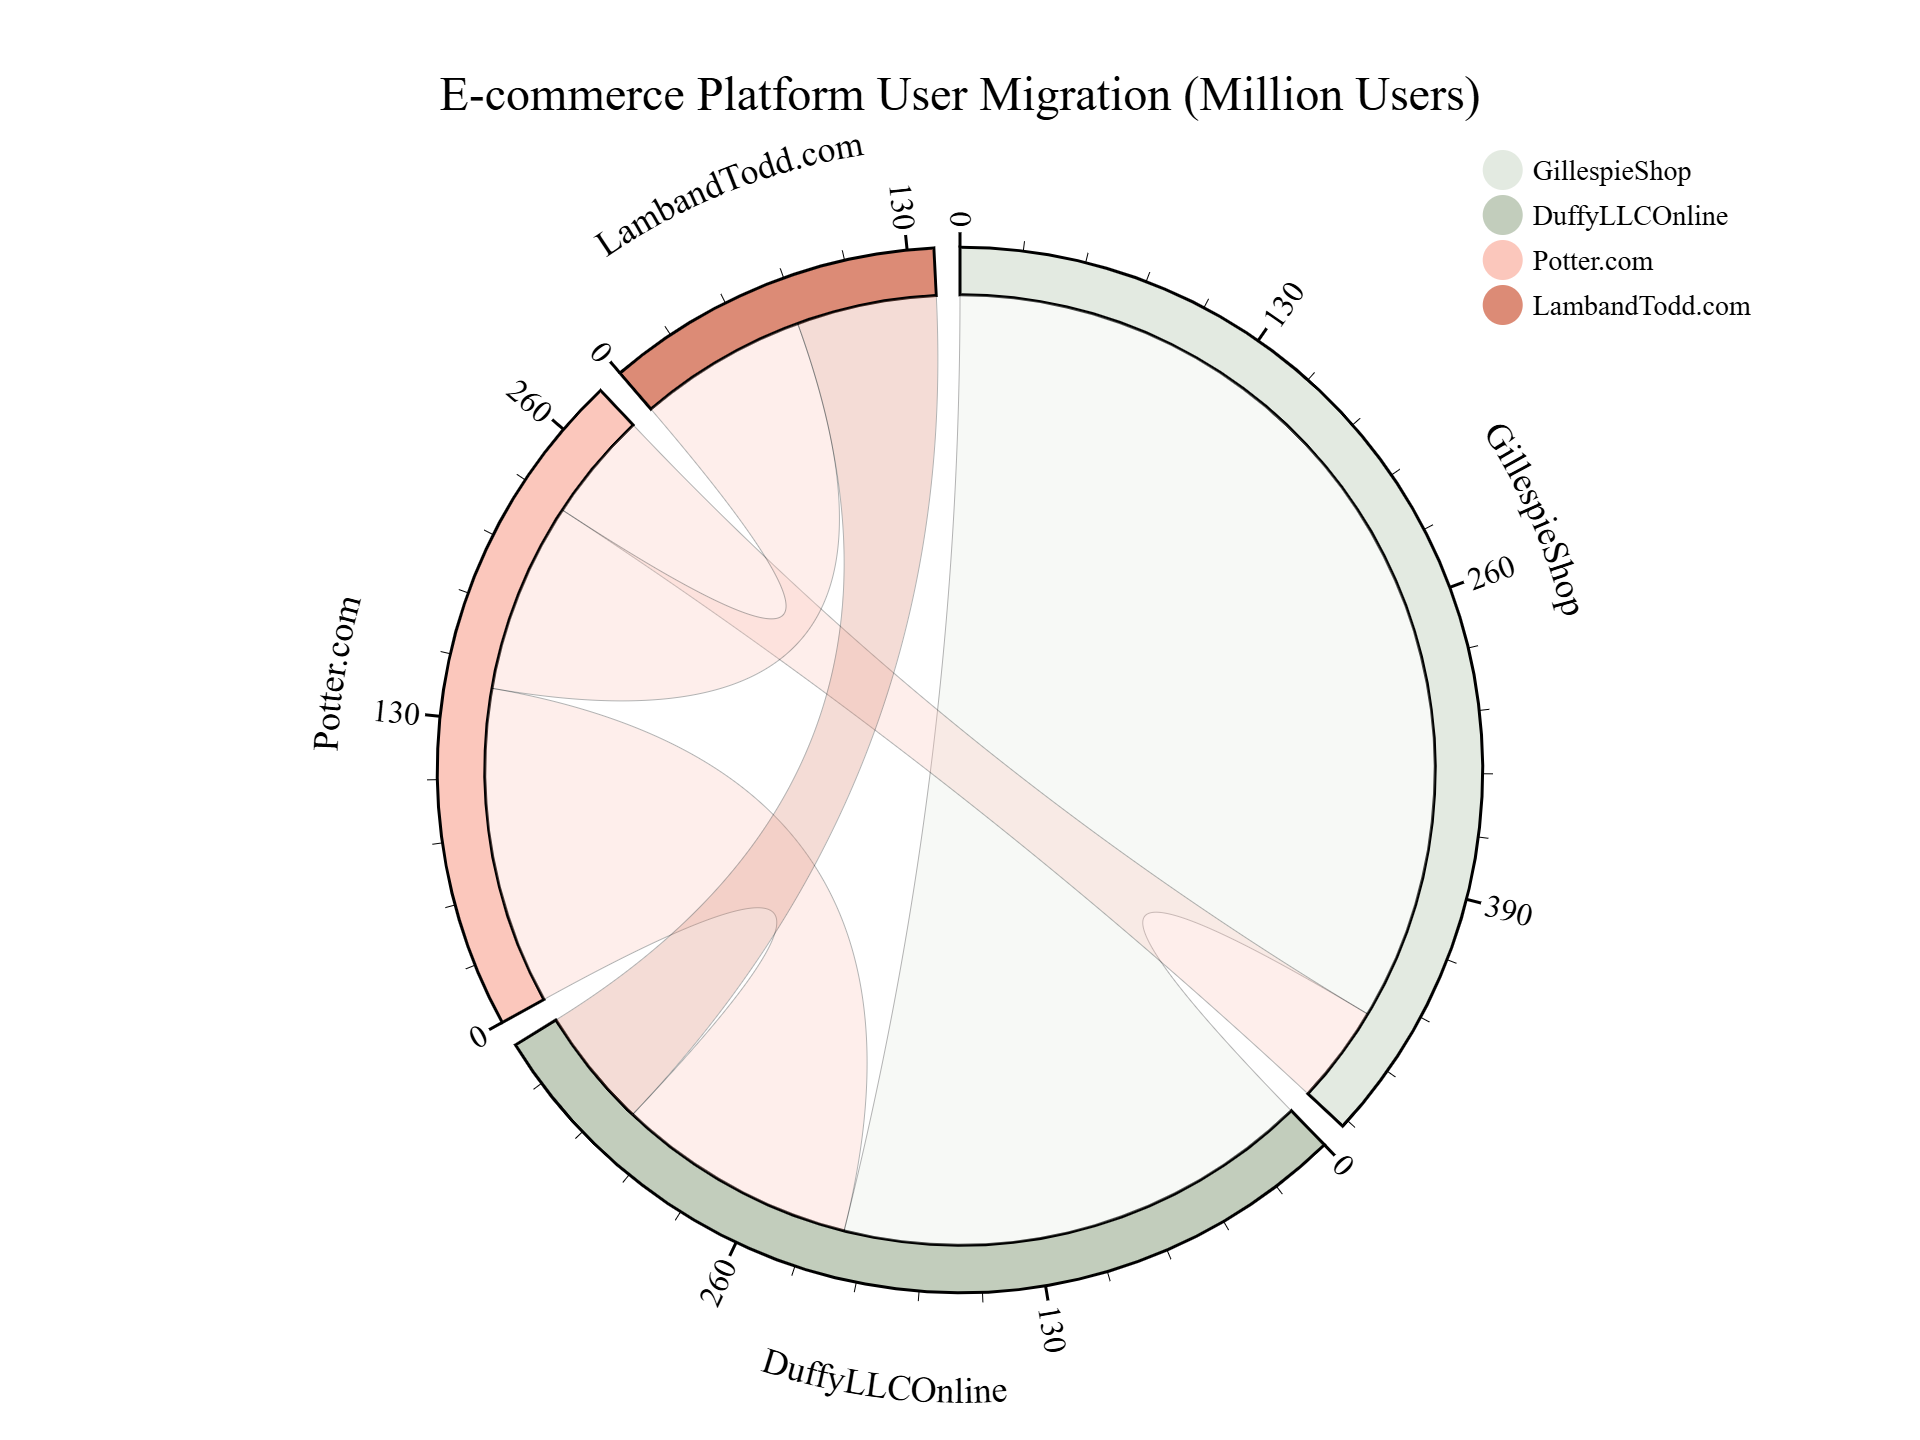 E-commerce Platform User Migration (Million Users)
GillespieShop
DuffyLLCOnline
Potter.com
LambandTodd.com
0
130
260
390
GillespieShop
0
130
260
DuffyLLCOnline
0
130
260
Potter.com
0
130
LambandTodd.com